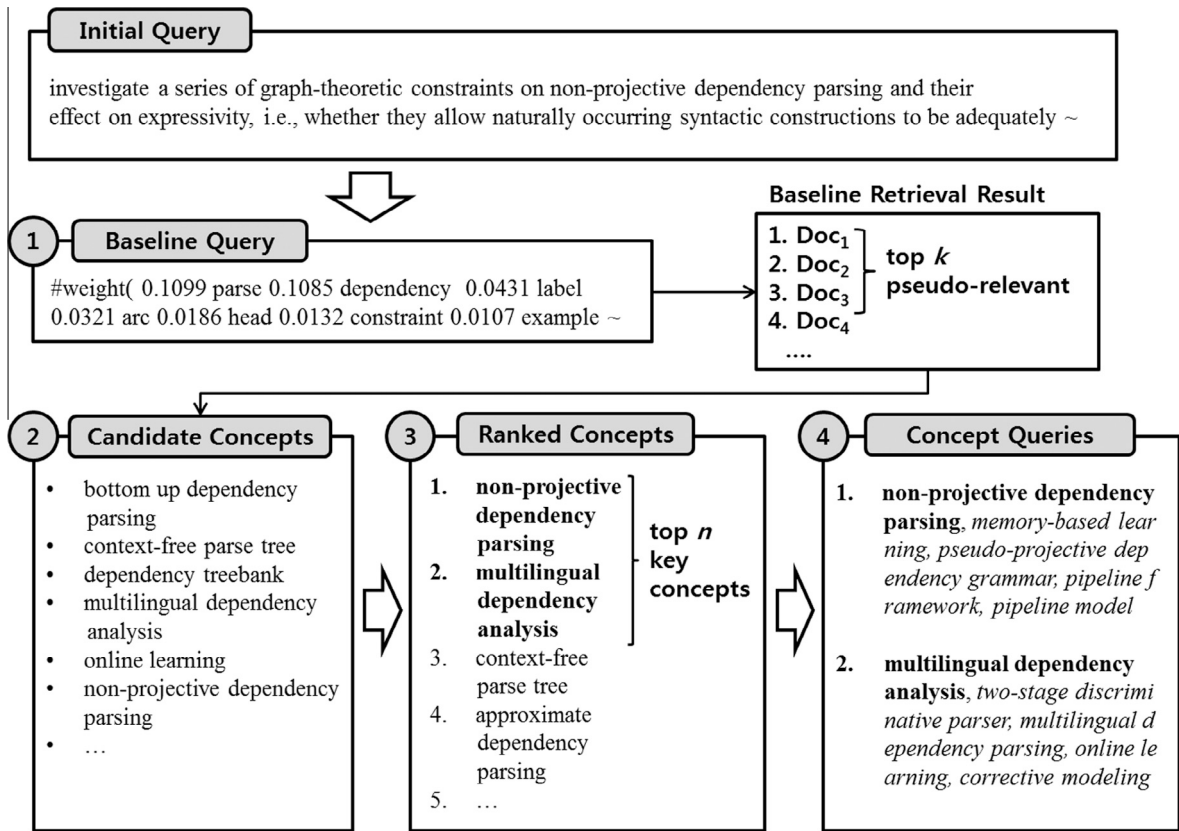 Initial Query
investigate a series of graph-theoretic constraints on non-projective dependency parsing and their
effect on expressivity, i.e., whether they allow naturally occurring syntactic constructions to be adequately ~
Baseline Retrieval Result
1. Doc1
2. Doc2
3. Doc3
4. Doc4
....
top k
pseudo-relevant
1
Baseline Query
#weight( 0.1099 parse 0.1085 dependency 0.0431 label
0.0321 arc 0.0186 head 0.0132 constraint 0.0107 example ~
2
Candidate Concepts
• bottom up dependency
parsing
• context-free parse tree
• dependency treebank
• multilingual dependency
analysis
• online learning
• non-projective dependency
parsing
• ...
3
Ranked Concepts
1. non-projective
dependency
parsing
2. multilingual
dependency
analysis
3. context-free
parse tree
4. approximate
dependency
parsing
5. ...
top n
key
concepts
4
Concept Queries
1. non-projective dependency
parsing, memory-based lear
ning, pseudo-projective dep
endency grammar, pipeline f
ramework, pipeline model
2. multilingual dependency
analysis, two-stage discrimi
native parser, multilingual d
ependency parsing, online le
arning, corrective modeling